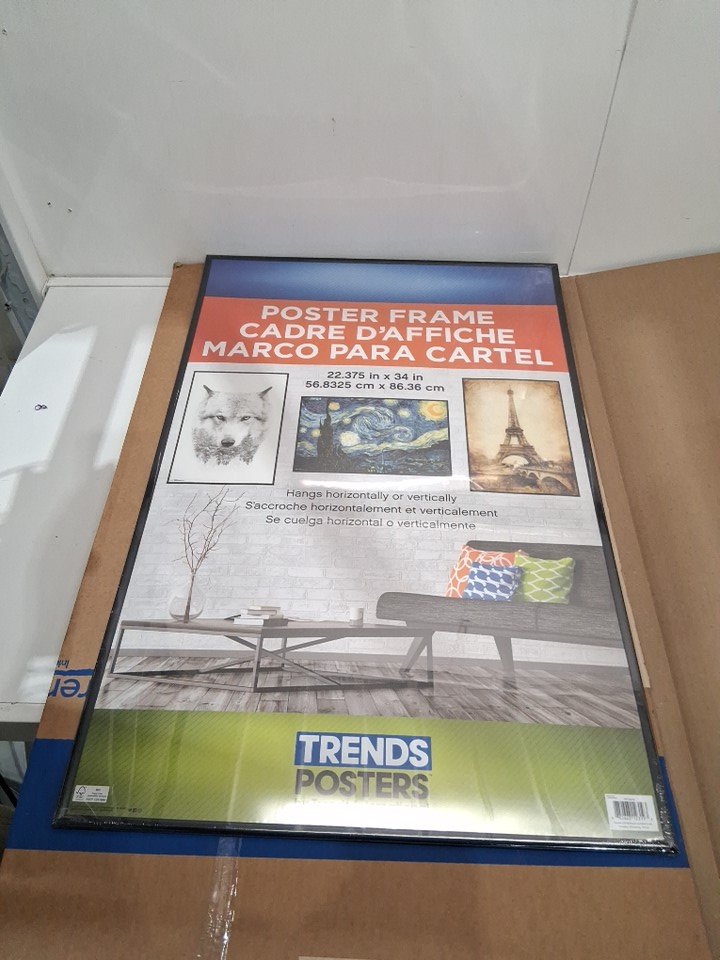 POSTER FRAME
CADRE D'AFFICHE
MARCO PARA CARTEL
22.375 in x 34 in
56.8325 cm x 86.36 cm
Hangs horizontally or vertically
S'accroche horizontalement et verticalement
Se cuelga horizontal o verticalmente
TRENDS
POSTERS
FSC